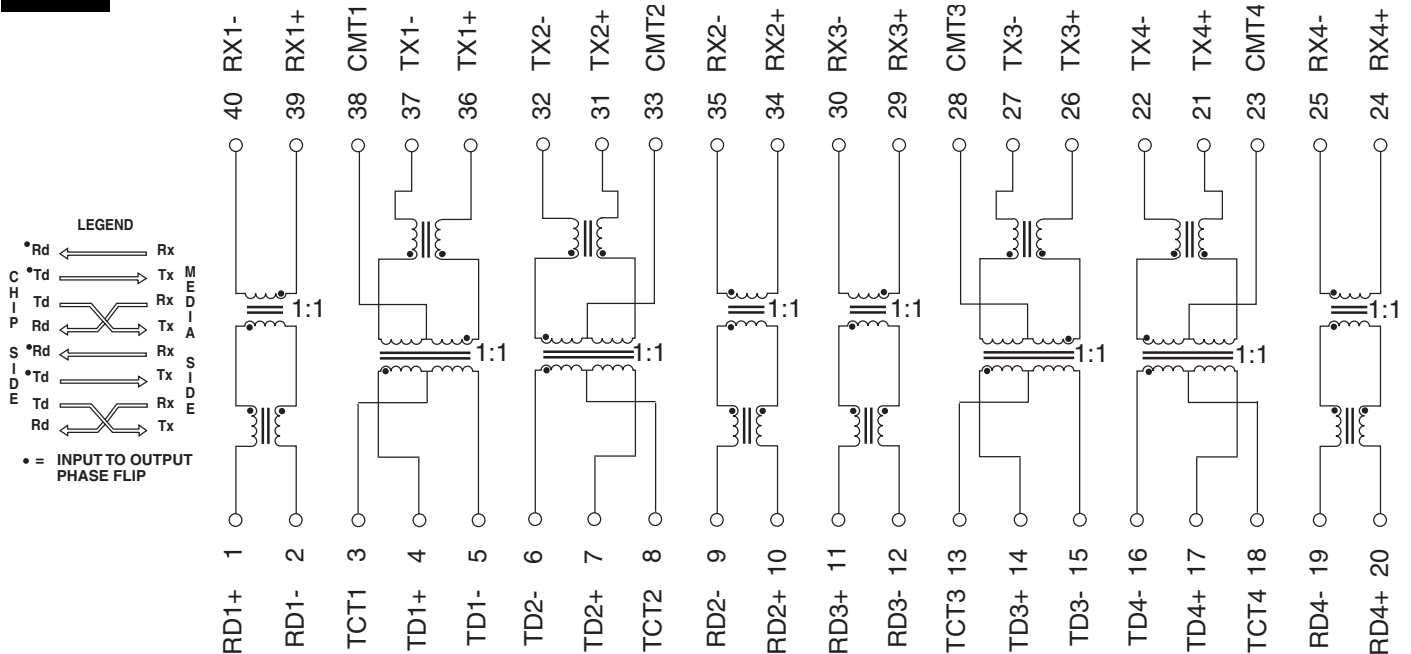 RX1- RX1+ CMT1 TX1- TX1+ TX2- TX2+ CMT2 RX2- RX2+ RX3- RX3+ CMT3 TX3- TX3+ TX4- TX4+ CMT4 RX4- RX4+
40 39 38 37 36 32 31 33 35 34 30 29 28 27 26 22 21 23 25 24
LEGEND
•Rd Rx
•Td Tx
Td Rx
Rd Tx
•Rd Rx
•Td Tx
Td Rx
Rd Tx
CHIP SIDE
MEDIA SIDE
• = INPUT TO OUTPUT
PHASE FLIP
1:1 1:1 1:1 1:1 1:1 1:1 1:1 1:1
1 2 3 4 5 6 7 8 9 10 11 12 13 14 15 16 17 18 19 20
RD1+ RD1- TCT1 TD1+ TD1- TD2- TD2+ TCT2 RD2- RD2+ RD3+ RD3- TCT3 TD3+ TD3- TD4- TD4+ TCT4 RD4- RD4+